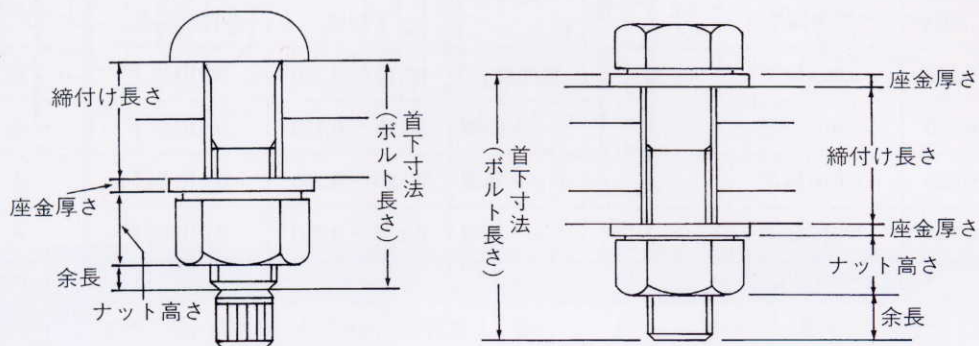 締付け長さ
座金厚さ
余長
ナット高さ
首下寸法
(ボルト長さ)
首下寸法
(ボルト長さ)
座金厚さ
締付け長さ
座金厚さ
ナット高さ
余長